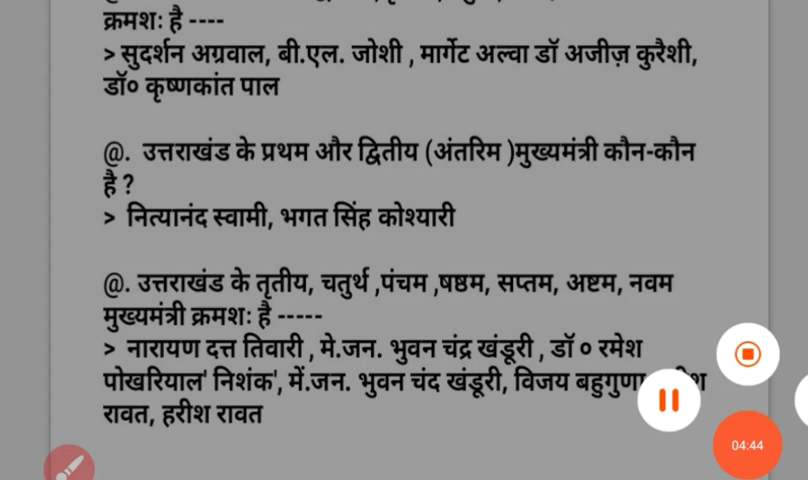 क्रमशः है ----
> सुदर्शन अग्रवाल, बी.एल. जोशी , मार्गेट अल्वा डॉ अजीज़ कुरैशी,
डॉ० कृष्णकांत पाल
@. उत्तराखंड के प्रथम और द्वितीय (अंतरिम )मुख्यमंत्री कौन-कौन
है ?
> नित्यानंद स्वामी, भगत सिंह कोश्यारी
@. उत्तराखंड के तृतीय, चतुर्थ ,पंचम ,षष्ठम, सप्तम, अष्टम, नवम
मुख्यमंत्री क्रमशः है -----
> नारायण दत्त तिवारी , मे.जन. भुवन चंद्र खंडूरी , डॉ ० रमेश
पोखरियाल' निशंक', में.जन. भुवन चंद खंडूरी, विजय बहुगुणा
रावत, हरीश रावत
04:44